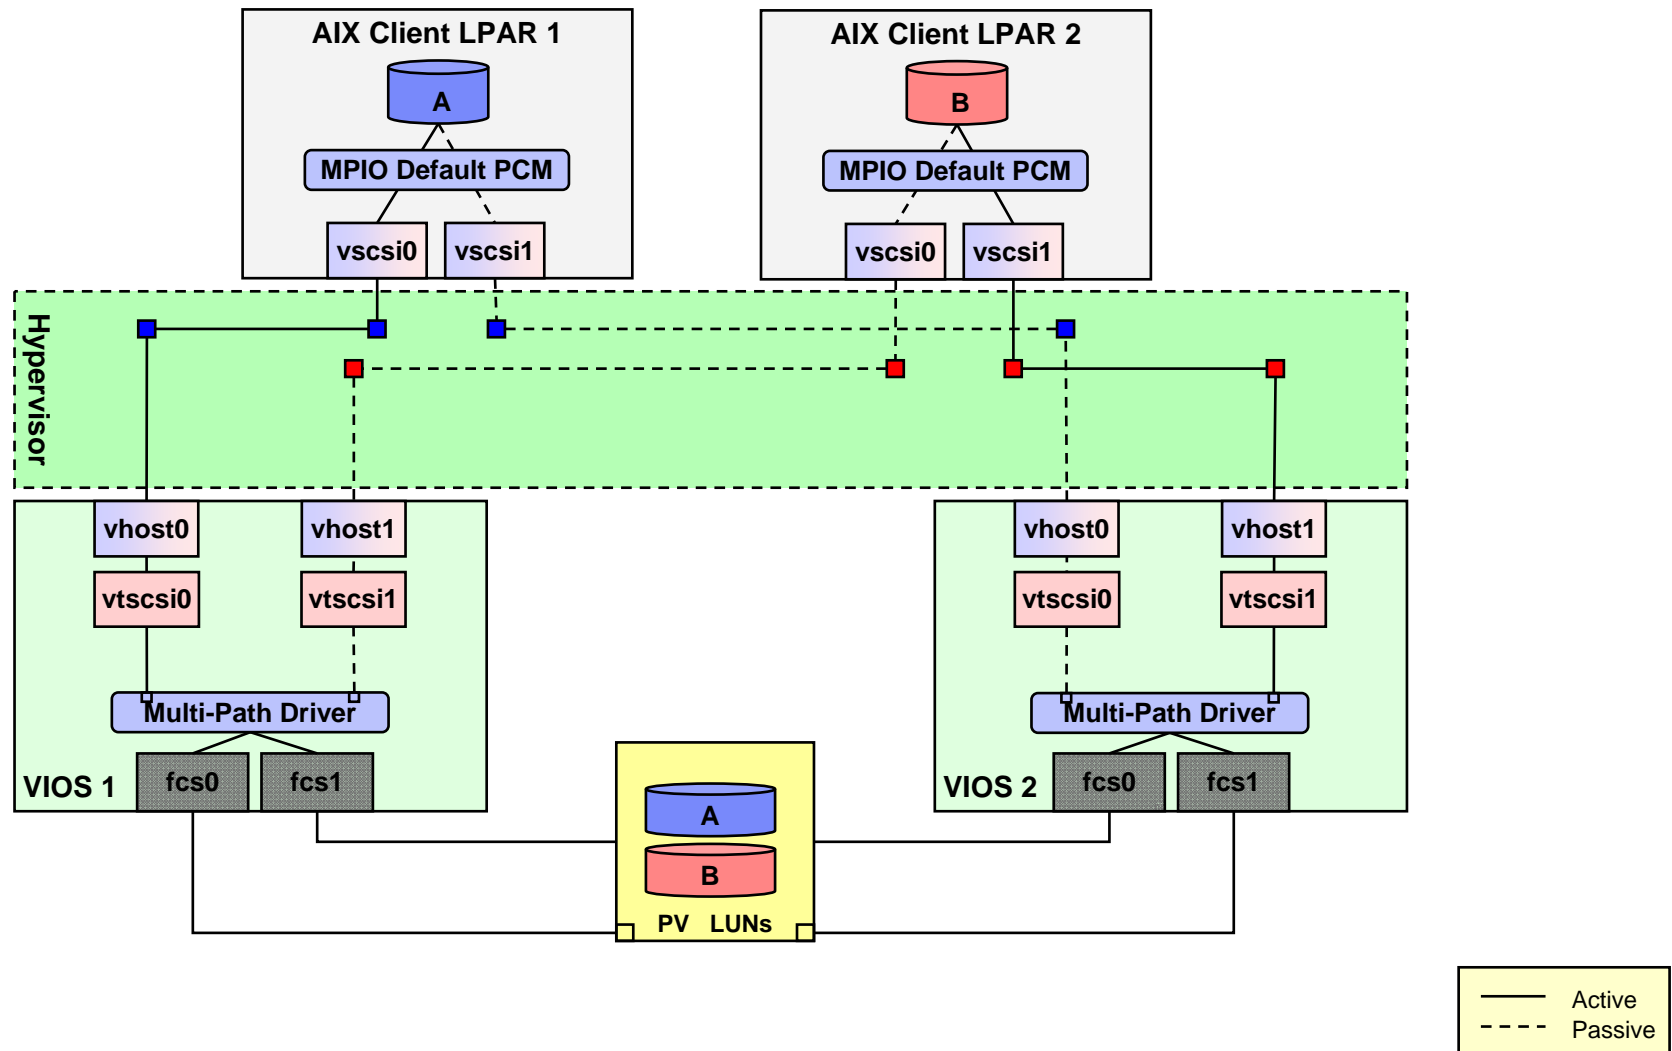 AIX Client LPAR 1
A
MPIO Default PCM
vscsi0 vscsi1
AIX Client LPAR 2
B
MPIO Default PCM
vscsi0 vscsi1
Hypervisor
vhost0 vhost1
vtscsi0 vtscsi1
Multi-Path Driver
VIOS 1 fcs0 fcs1
vhost0 vhost1
vtscsi0 vtscsi1
Multi-Path Driver
VIOS 2 fcs0 fcs1
A
B
PV LUNs
Active
Passive